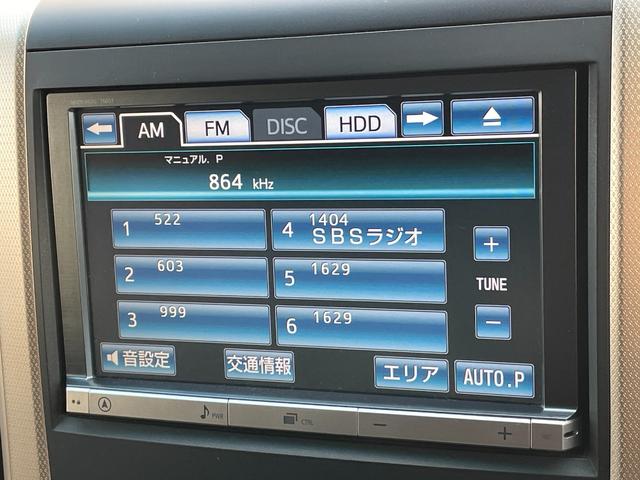 AM FM DISC HDD
マニュアル. P
864 kHz
1 522
4 1404 SBSラジオ
2 603
5 1629
3 999
6 1629
+
TUNE
−
音設定
交通情報
エリア
AUTO.P
PWR
CTRL
− +